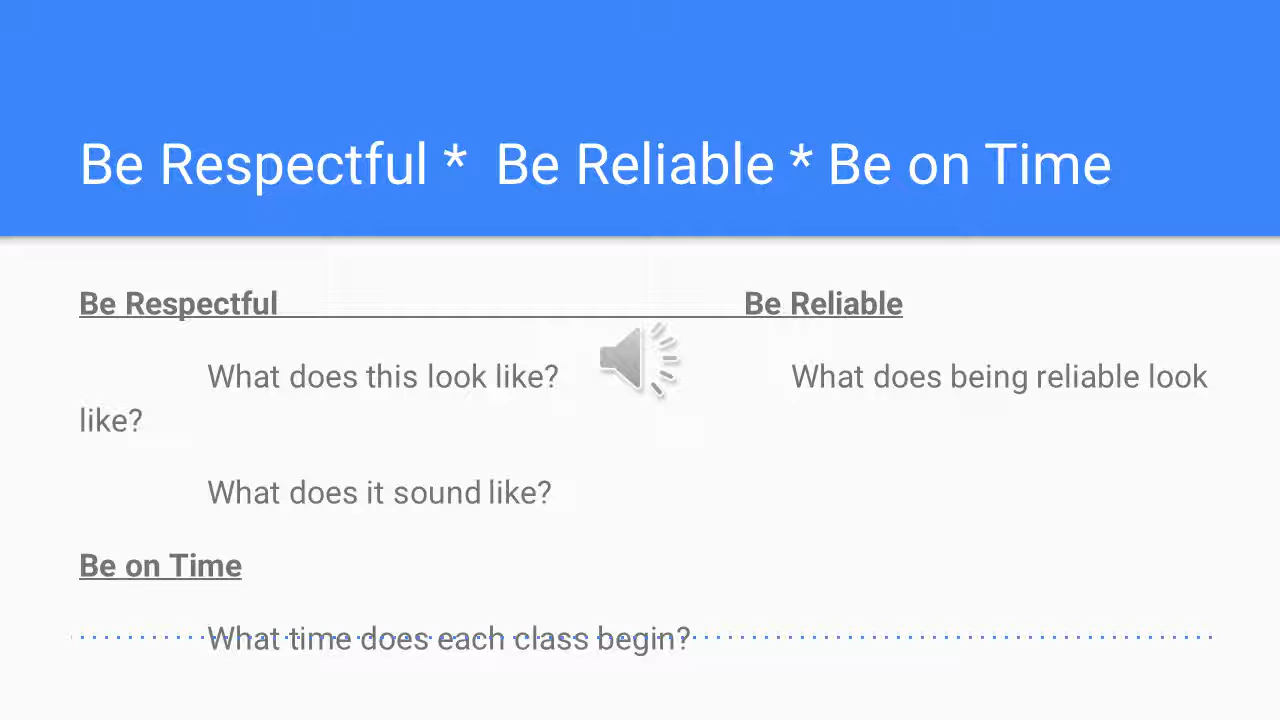 Be Respectful *  Be Reliable * Be on Time
Be Respectful Be Reliable
What does this look like? What does being reliable look
like?
What does it sound like?
Be on Time
What time does each class begin?